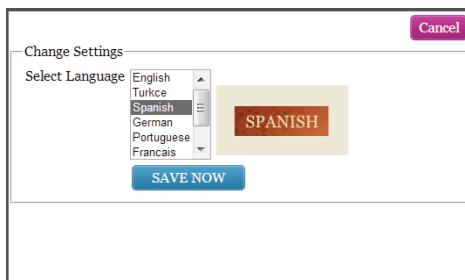 Cancel
Change Settings
Select Language
English
Turkce
Spanish
German
Portuguese
Francais
SPANISH
SAVE NOW